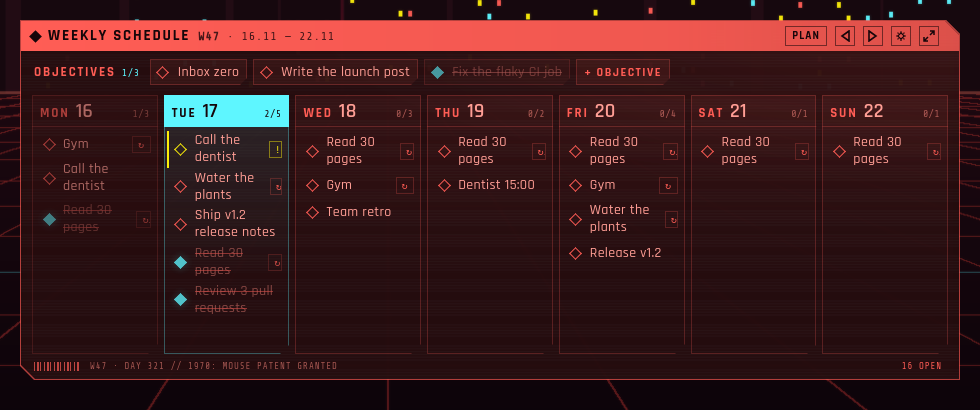 WEEKLY SCHEDULE W47 · 16.11 — 22.11
PLAN
OBJECTIVES 1/3
Inbox zero
Write the launch post
Fix the flaky CI job
+ OBJECTIVE
MON 16 1/3
Gym
Call the
dentist
Read 30
pages
TUE 17 2/5
Call the
dentist
!
Water the
plants
Ship v1.2
release notes
Read 30
pages
Review 3 pull
requests
WED 18 0/3
Read 30
pages
Gym
Team retro
THU 19 0/2
Read 30
pages
Dentist 15:00
FRI 20 0/4
Read 30
pages
Gym
Water the
plants
Release v1.2
SAT 21 0/1
Read 30
pages
SUN 22 0/1
Read 30
pages
W47 · DAY 321 // 1970: MOUSE PATENT GRANTED
16 OPEN